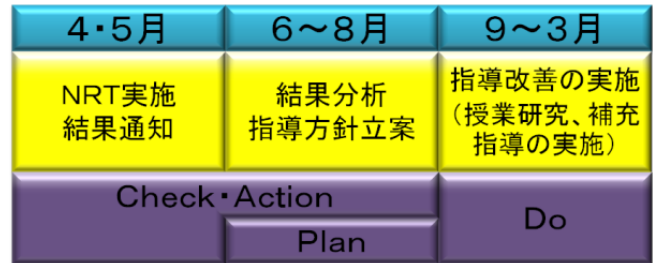 4・5月
6～8月
9～3月
NRT実施
結果通知
結果分析
指導方針立案
指導改善の実施
（授業研究、補充
指導の実施）
Check・Action
Plan
Do